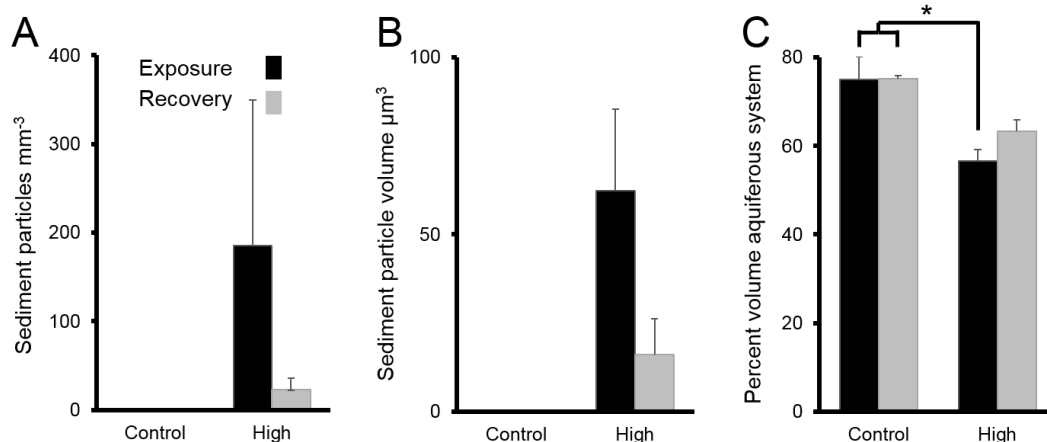 A
Sediment particles mm⁻³
400
300
200
100
0
Exposure
Recovery
Control High
B
Sediment particle volume µm³
100
50
0
Control High
C
*
Percent volume aquiferous system
80
60
40
20
0
Control High